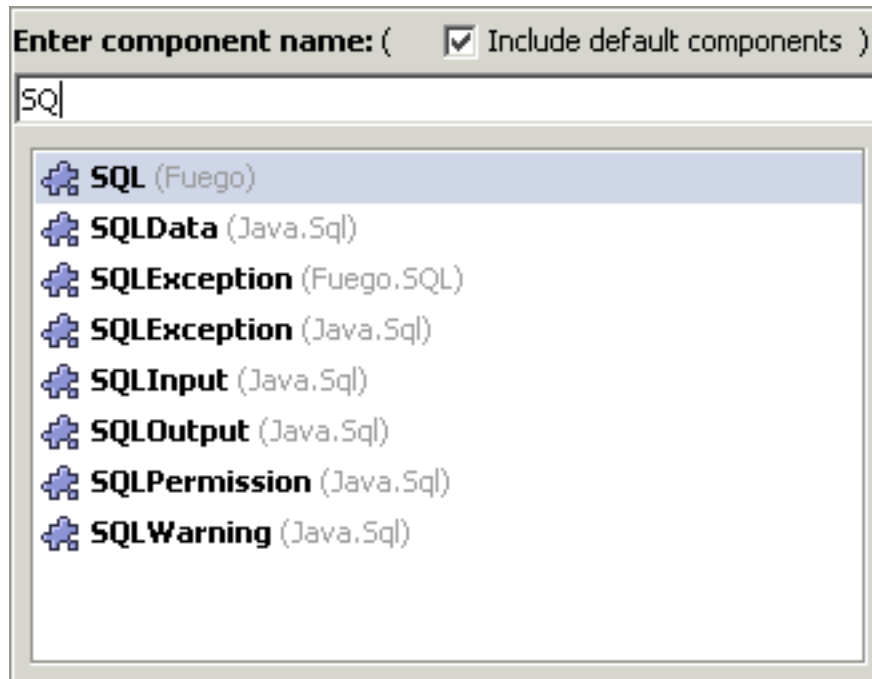 Enter component name: ( Include default components )
SQ
SQL (Fuego)
SQLData (Java.Sql)
SQLException (Fuego.SQL)
SQLException (Java.Sql)
SQLInput (Java.Sql)
SQLOutput (Java.Sql)
SQLPermission (Java.Sql)
SQLWarning (Java.Sql)